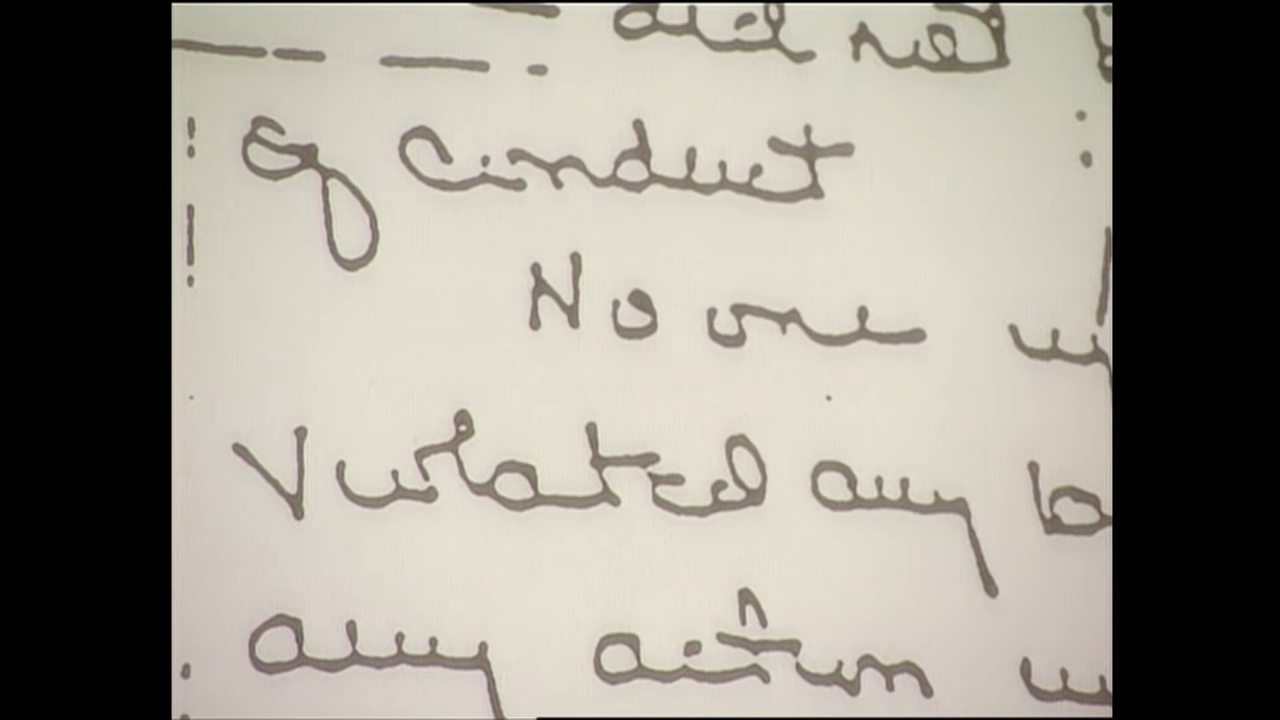 did not
of conduct
No one
Violated any
any action